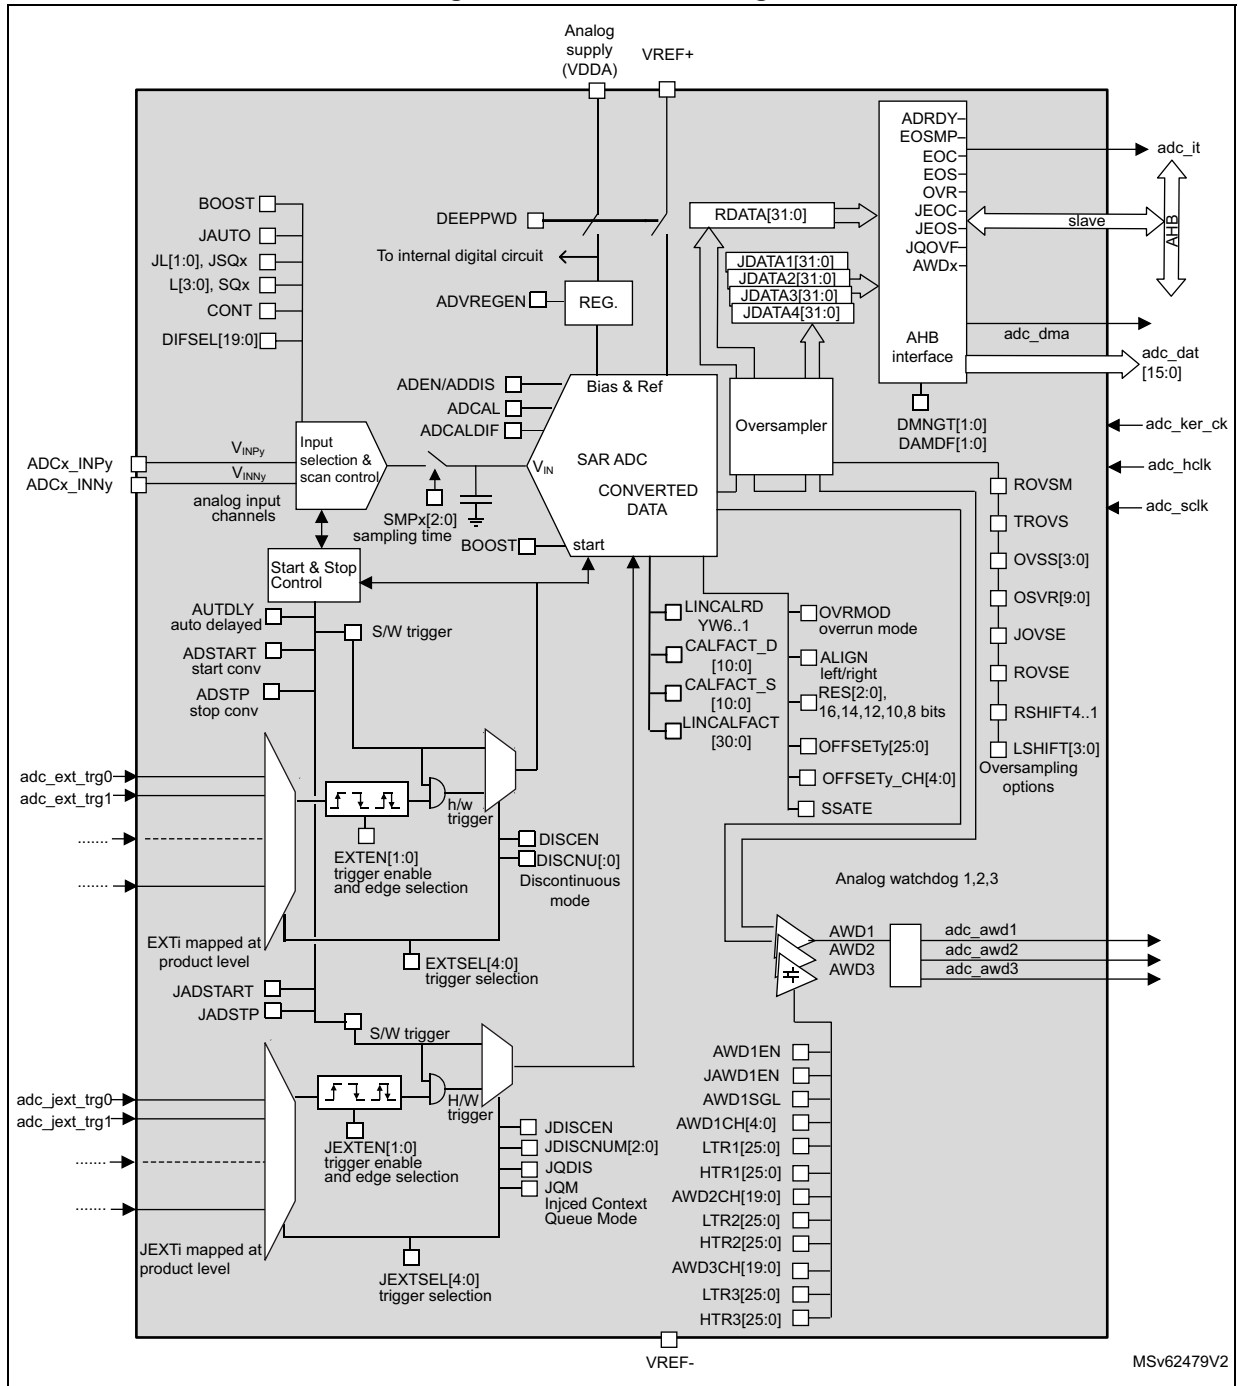 Analog
supply
(VDDA)
VREF+
ADRDY
EOSMP
EOC
EOS
OVR
JEOC
JEOS
JQOVF
AWDx
AHB
interface
adc_it
slave
AHB
adc_dma
adc_dat
[15:0]
DMNGT[1:0]
DAMDF[1:0]
adc_ker_ck
adc_hclk
adc_sclk
BOOST
JAUTO
JL[1:0], JSQx
L[3:0], SQx
CONT
DIFSEL[19:0]
DEEPPWD
To internal digital circuit
ADVREGEN
REG.
RDATA[31:0]
JDATA1[31:0]
JDATA2[31:0]
JDATA3[31:0]
JDATA4[31:0]
ADEN/ADDIS
ADCAL
ADCALDIF
Bias & Ref
Oversampler
ADCx_INPy
ADCx_INNy
VINPy
VINNy
analog input
channels
Input
selection &
scan control
SMPx[2:0]
sampling time
VIN
SAR ADC
CONVERTED
DATA
BOOST
start
ROVSM
TROVS
OVSS[3:0]
OSVR[9:0]
JOVSE
ROVSE
RSHIFT4..1
LSHIFT[3:0]
Oversampling
options
Start & Stop
Control
AUTDLY
auto delayed
S/W trigger
ADSTART
start conv
ADSTP
stop conv
LINCALRD
YW6..1
CALFACT_D
[10:0]
CALFACT_S
[10:0]
LINCALFACT
[30:0]
OVRMOD
overrun mode
ALIGN
left/right
RES[2:0],
16,14,12,10,8 bits
OFFSETy[25:0]
OFFSETy_CH[4:0]
SSATE
adc_ext_trg0
adc_ext_trg1
.......
.......
h/w
trigger
EXTEN[1:0]
trigger enable
and edge selection
DISCEN
DISCNU[:0]
Discontinuous
mode
EXTi mapped at
product level
EXTSEL[4:0]
trigger selection
Analog watchdog 1,2,3
AWD1
AWD2
AWD3
adc_awd1
adc_awd2
adc_awd3
JADSTART
JADSTP
S/W trigger
adc_jext_trg0
adc_jext_trg1
.......
.......
H/W
trigger
JEXTEN[1:0]
trigger enable
and edge selection
JDISCEN
JDISCNUM[2:0]
JQDIS
JQM
Injced Context
Queue Mode
JEXTi mapped at
product level
JEXTSEL[4:0]
trigger selection
AWD1EN
JAWD1EN
AWD1SGL
AWD1CH[4:0]
LTR1[25:0]
HTR1[25:0]
AWD2CH[19:0]
LTR2[25:0]
HTR2[25:0]
AWD3CH[19:0]
LTR3[25:0]
HTR3[25:0]
VREF-
MSv62479V2